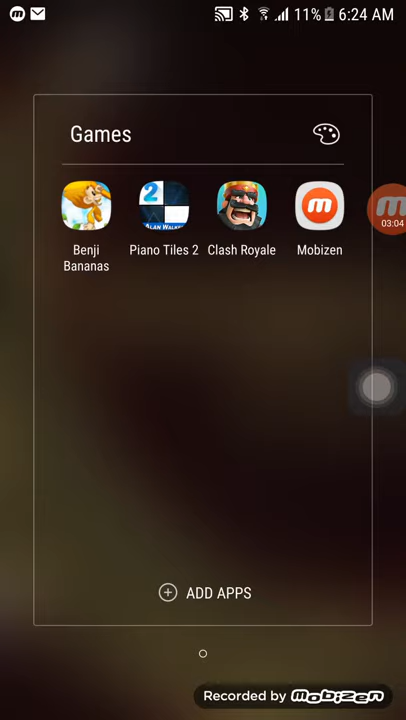 11% 6:24 AM
Games
2
ALAN WALKER
Benji
Bananas
Piano Tiles 2
Clash Royale
Mobizen
03:04
ADD APPS
Recorded by mobizen